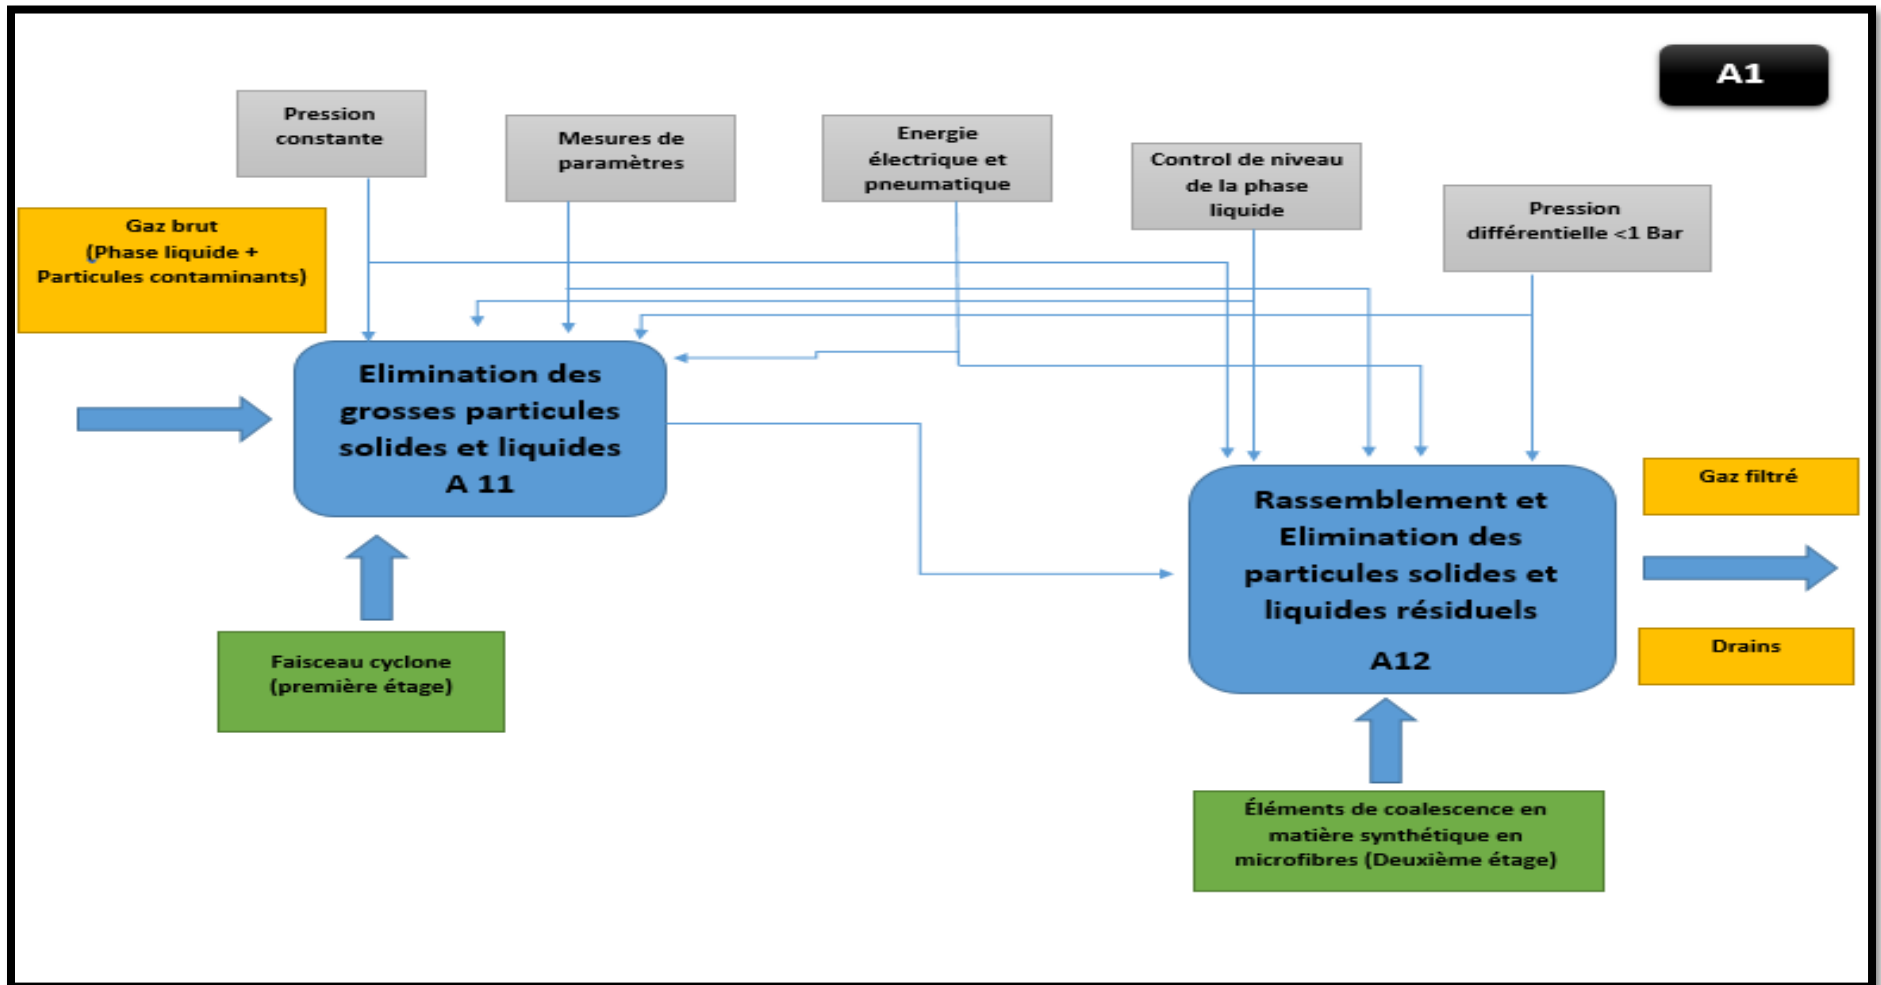 A1
Pression
constante
Mesures de
paramètres
Energie
électrique et
pneumatique
Control de niveau
de la phase
liquide
Pression
différentielle <1 Bar
Gaz brut
(Phase liquide +
Particules contaminants)
Elimination des
grosses particules
solides et liquides
A 11
Faisceau cyclone
(première étage)
Rassemblement et
Elimination des
particules solides et
liquides résiduels
A12
Gaz filtré
Drains
Éléments de coalescence en
matière synthétique en
microfibres (Deuxième étage)